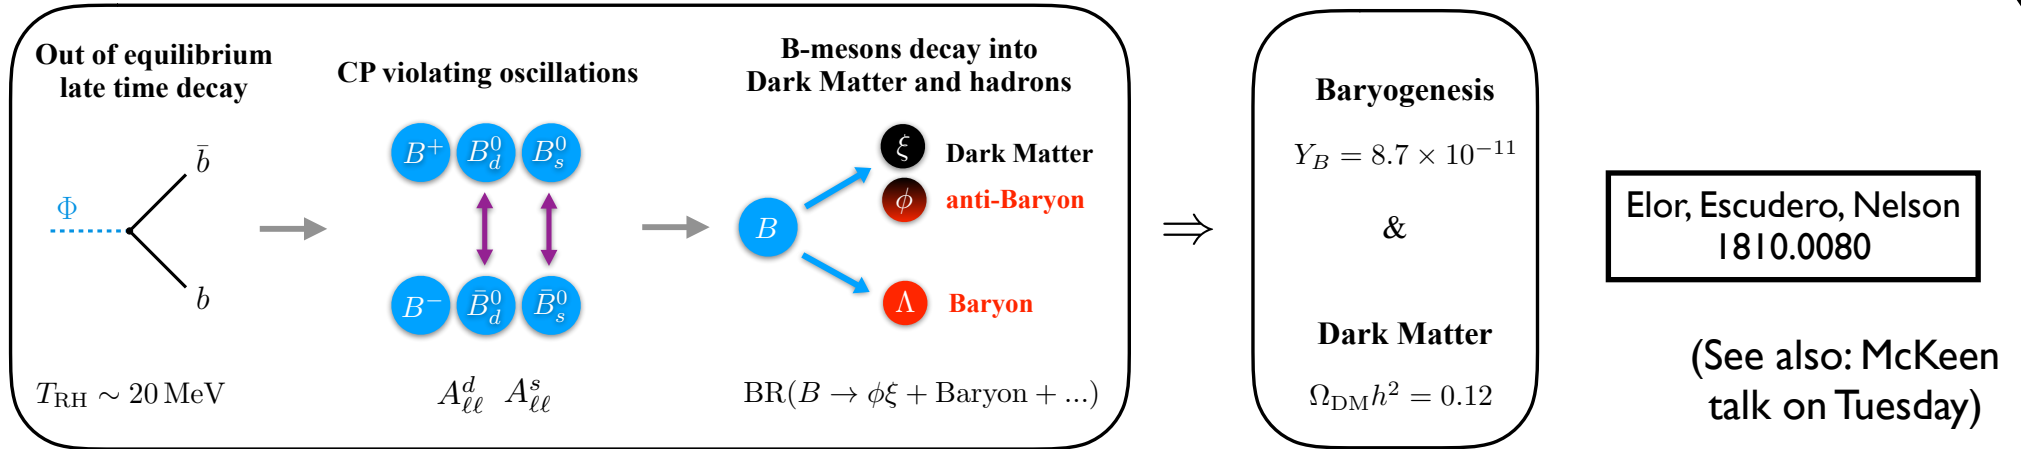 Out of equilibrium
late time decay
Φ
b̄
b
T_RH ∼ 20 MeV
CP violating oscillations
B⁺ B⁰_d B⁰_s
B⁻ B̄⁰_d B̄⁰_s
A^d_ℓℓ A^s_ℓℓ
B-mesons decay into
Dark Matter and hadrons
B
ξ Dark Matter
ϕ anti-Baryon
Λ Baryon
BR(B → ϕξ + Baryon + ...)
⇒
Baryogenesis
Y_B = 8.7 × 10⁻¹¹
&
Dark Matter
Ω_DM h² = 0.12
Elor, Escudero, Nelson
1810.0080
(See also: McKeen
talk on Tuesday)